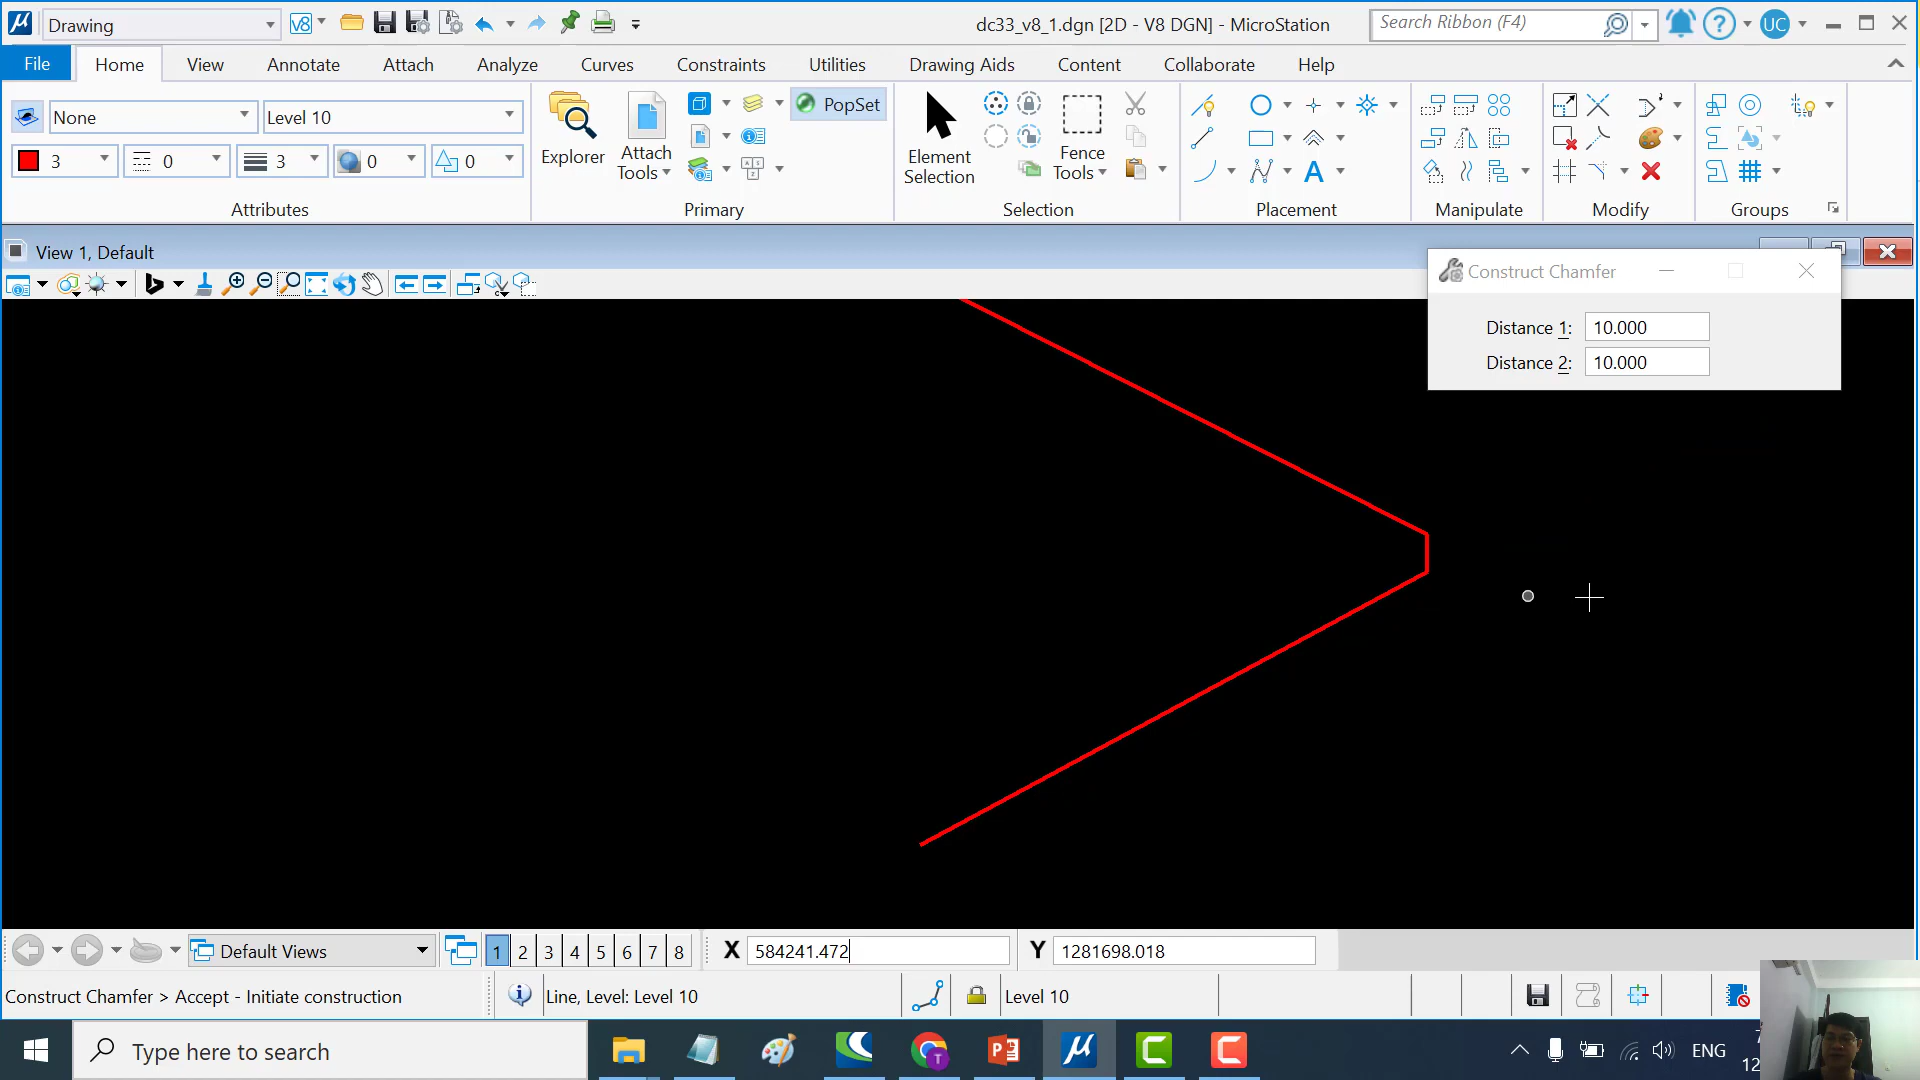 Drawing
V8
dc33_v8_1.dgn [2D - V8 DGN] - MicroStation
Search Ribbon (F4)
UC
File
Home
View
Annotate
Attach
Analyze
Curves
Constraints
Utilities
Drawing Aids
Content
Collaborate
Help
None
Level 10
3
0
3
0
0
Attributes
Explorer
Attach
Tools
PopSet
Primary
Element
Selection
Fence
Tools
Selection
Placement
Manipulate
Modify
Groups
View 1, Default
Construct Chamfer
Distance 1:
10.000
Distance 2:
10.000
Default Views
1 2 3 4 5 6 7 8
X 584241.472
Y 1281698.018
Construct Chamfer > Accept - Initiate construction
Line, Level: Level 10
Level 10
Type here to search
ENG